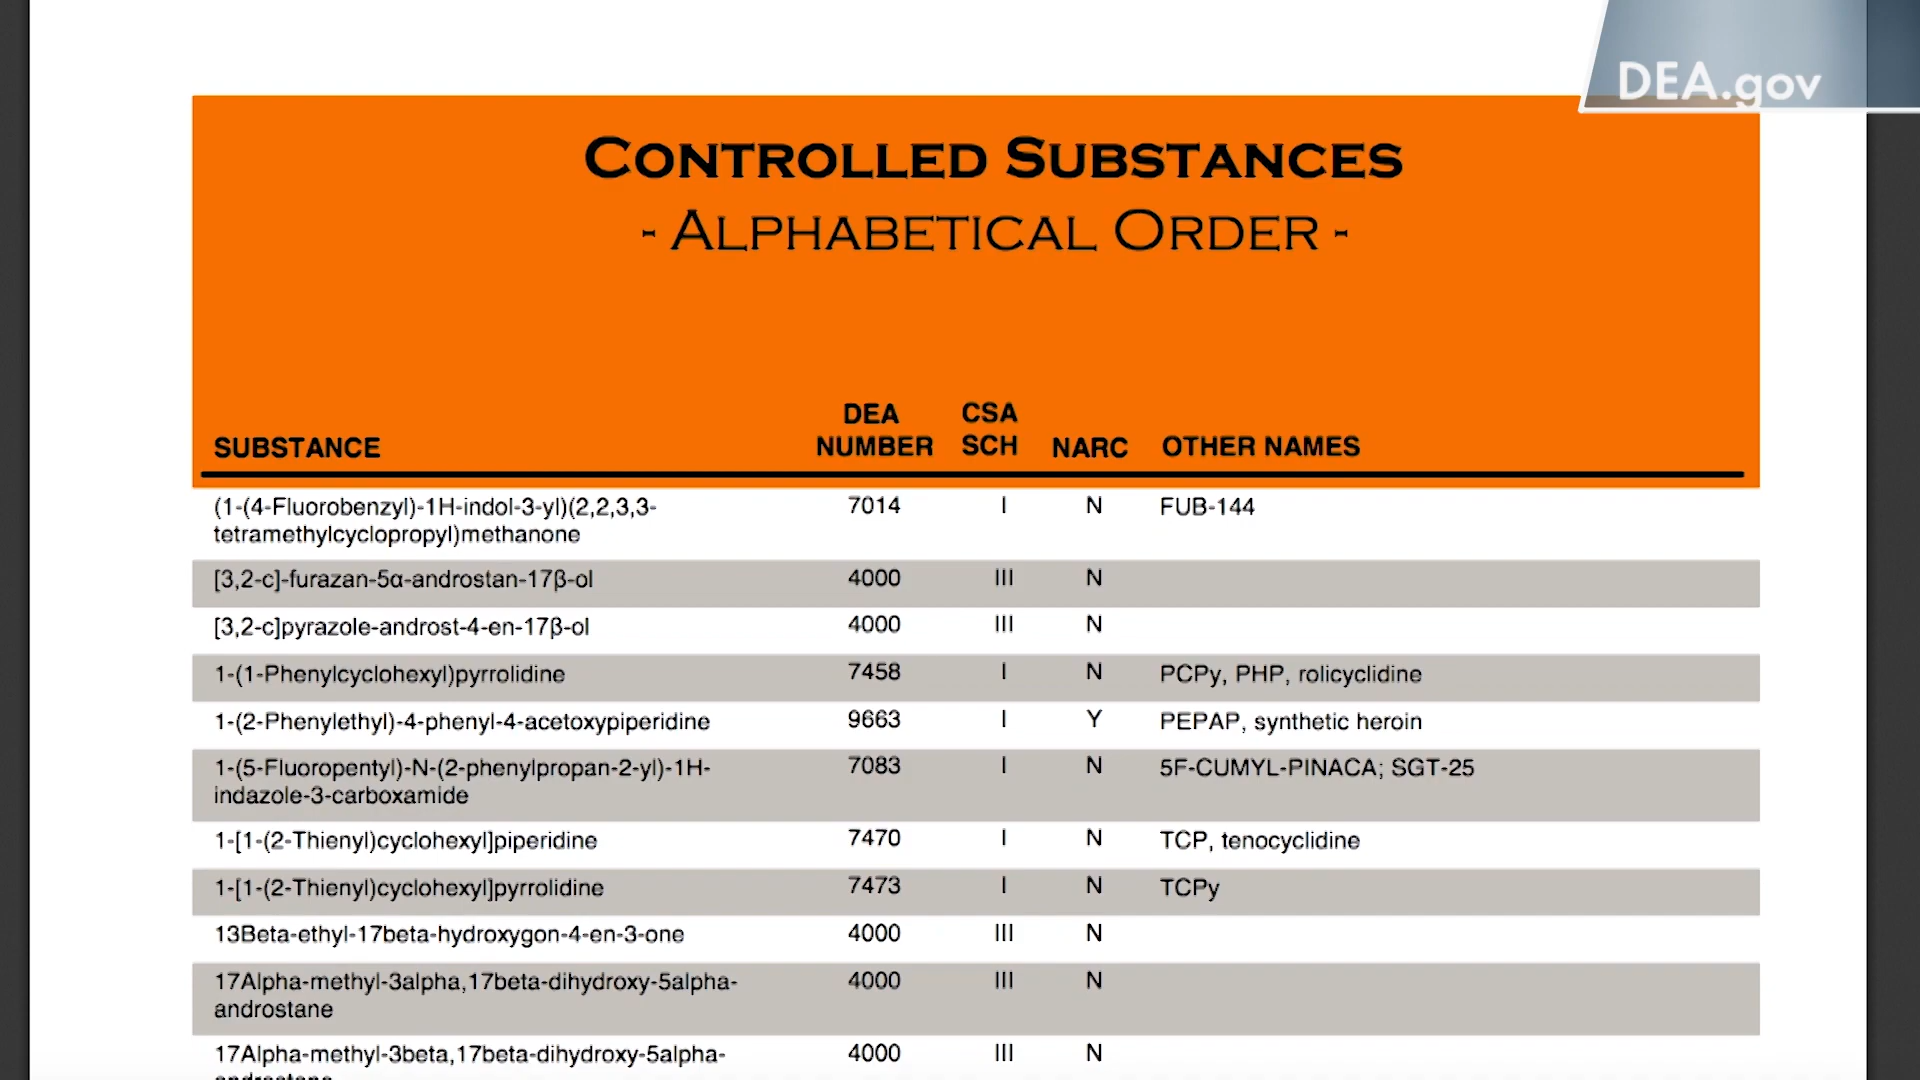 DEA.gov
CONTROLLED SUBSTANCES
- ALPHABETICAL ORDER -
SUBSTANCE DEA NUMBER CSA SCH NARC OTHER NAMES
(1-(4-Fluorobenzyl)-1H-indol-3-yl)(2,2,3,3- 7014 I N FUB-144
tetramethylcyclopropyl)methanone
[3,2-c]-furazan-5α-androstan-17β-ol 4000 III N
[3,2-c]pyrazole-androst-4-en-17β-ol 4000 III N
1-(1-Phenylcyclohexyl)pyrrolidine 7458 I N PCPy, PHP, rolicyclidine
1-(2-Phenylethyl)-4-phenyl-4-acetoxypiperidine 9663 I Y PEPAP, synthetic heroin
1-(5-Fluoropentyl)-N-(2-phenylpropan-2-yl)-1H- 7083 I N 5F-CUMYL-PINACA; SGT-25
indazole-3-carboxamide
1-[1-(2-Thienyl)cyclohexyl]piperidine 7470 I N TCP, tenocyclidine
1-[1-(2-Thienyl)cyclohexyl]pyrrolidine 7473 I N TCPy
13Beta-ethyl-17beta-hydroxygon-4-en-3-one 4000 III N
17Alpha-methyl-3alpha,17beta-dihydroxy-5alpha- 4000 III N
androstane
17Alpha-methyl-3beta,17beta-dihydroxy-5alpha- 4000 III N